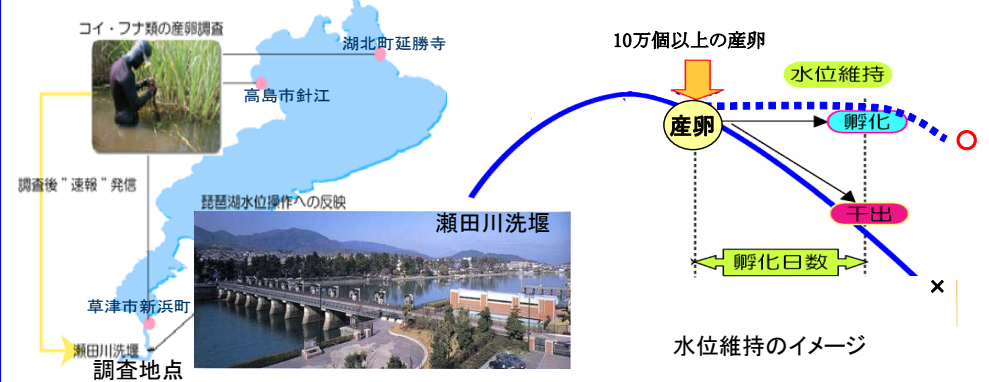 コイ・フナ類の産卵調査
湖北町延勝寺
高島市針江
調査後"速報"発信
琵琶湖水位操作への反映
瀬田川洗堰
草津市新浜町
瀬田川洗堰
調査地点
10万個以上の産卵
水位維持
産卵
孵化
干出
孵化日数
水位維持のイメージ